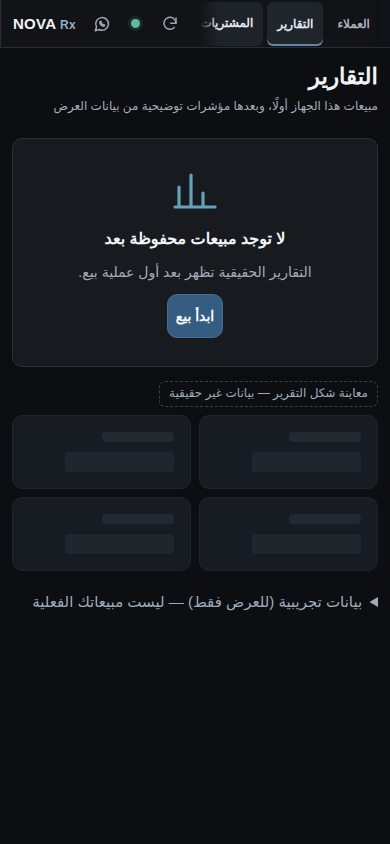 العملاء
التقارير
المشتريات
NOVA Rx
التقارير
مبيعات هذا الجهاز أولًا، وبعدها مؤشرات توضيحية من بيانات العرض
لا توجد مبيعات محفوظة بعد
التقارير الحقيقية تظهر بعد أول عملية بيع.
ابدأ بيع
معاينة شكل التقرير — بيانات غير حقيقية
بيانات تجريبية (للعرض فقط) — ليست مبيعاتك الفعلية